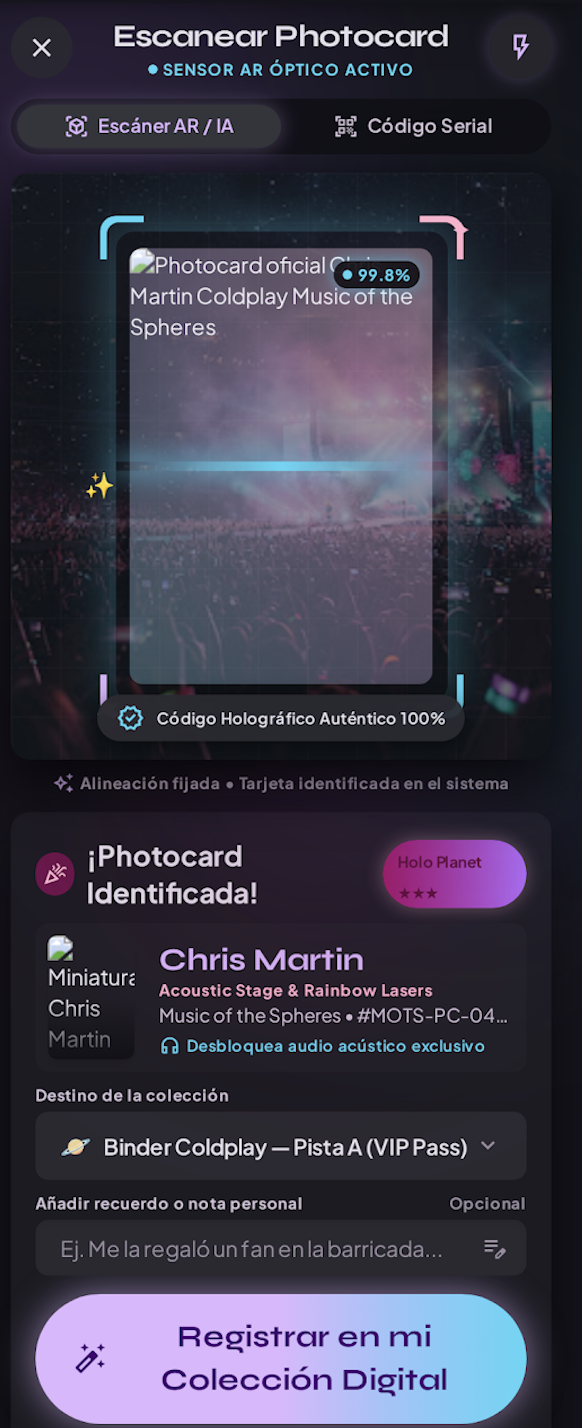 Escanear Photocard
SENSOR AR ÓPTICO ACTIVO
Escáner AR / IA
Código Serial
Photocard oficial
99.8%
Martin Coldplay Music of the
Spheres
Código Holográfico Auténtico 100%
Alineación fijada • Tarjeta identificada en el sistema
¡Photocard
Identificada!
Holo Planet
★★★
Miniatura
Chris
Martin
Chris Martin
Acoustic Stage & Rainbow Lasers
Music of the Spheres • #MOTS-PC-04...
Desbloquea audio acústico exclusivo
Destino de la colección
🪐 Binder Coldplay — Pista A (VIP Pass)
Añadir recuerdo o nota personal
Opcional
Ej. Me la regaló un fan en la barricada...
Registrar en mi
Colección Digital